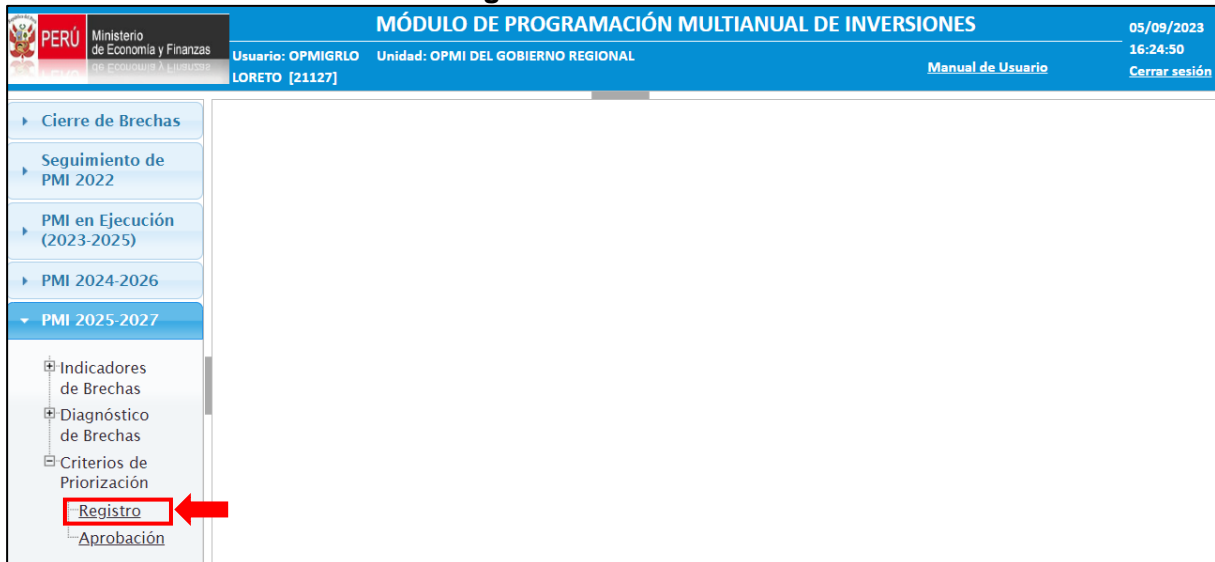 PERÚ
Ministerio
de Economía y Finanzas
MÓDULO DE PROGRAMACIÓN MULTIANUAL DE INVERSIONES
05/09/2023
16:24:50
Usuario: OPMIGRLO
LORETO [21127]
Unidad: OPMI DEL GOBIERNO REGIONAL
Manual de Usuario
Cerrar sesión
Cierre de Brechas
Seguimiento de
PMI 2022
PMI en Ejecución
(2023-2025)
PMI 2024-2026
PMI 2025-2027
Indicadores
de Brechas
Diagnóstico
de Brechas
Criterios de
Priorización
Registro
Aprobación